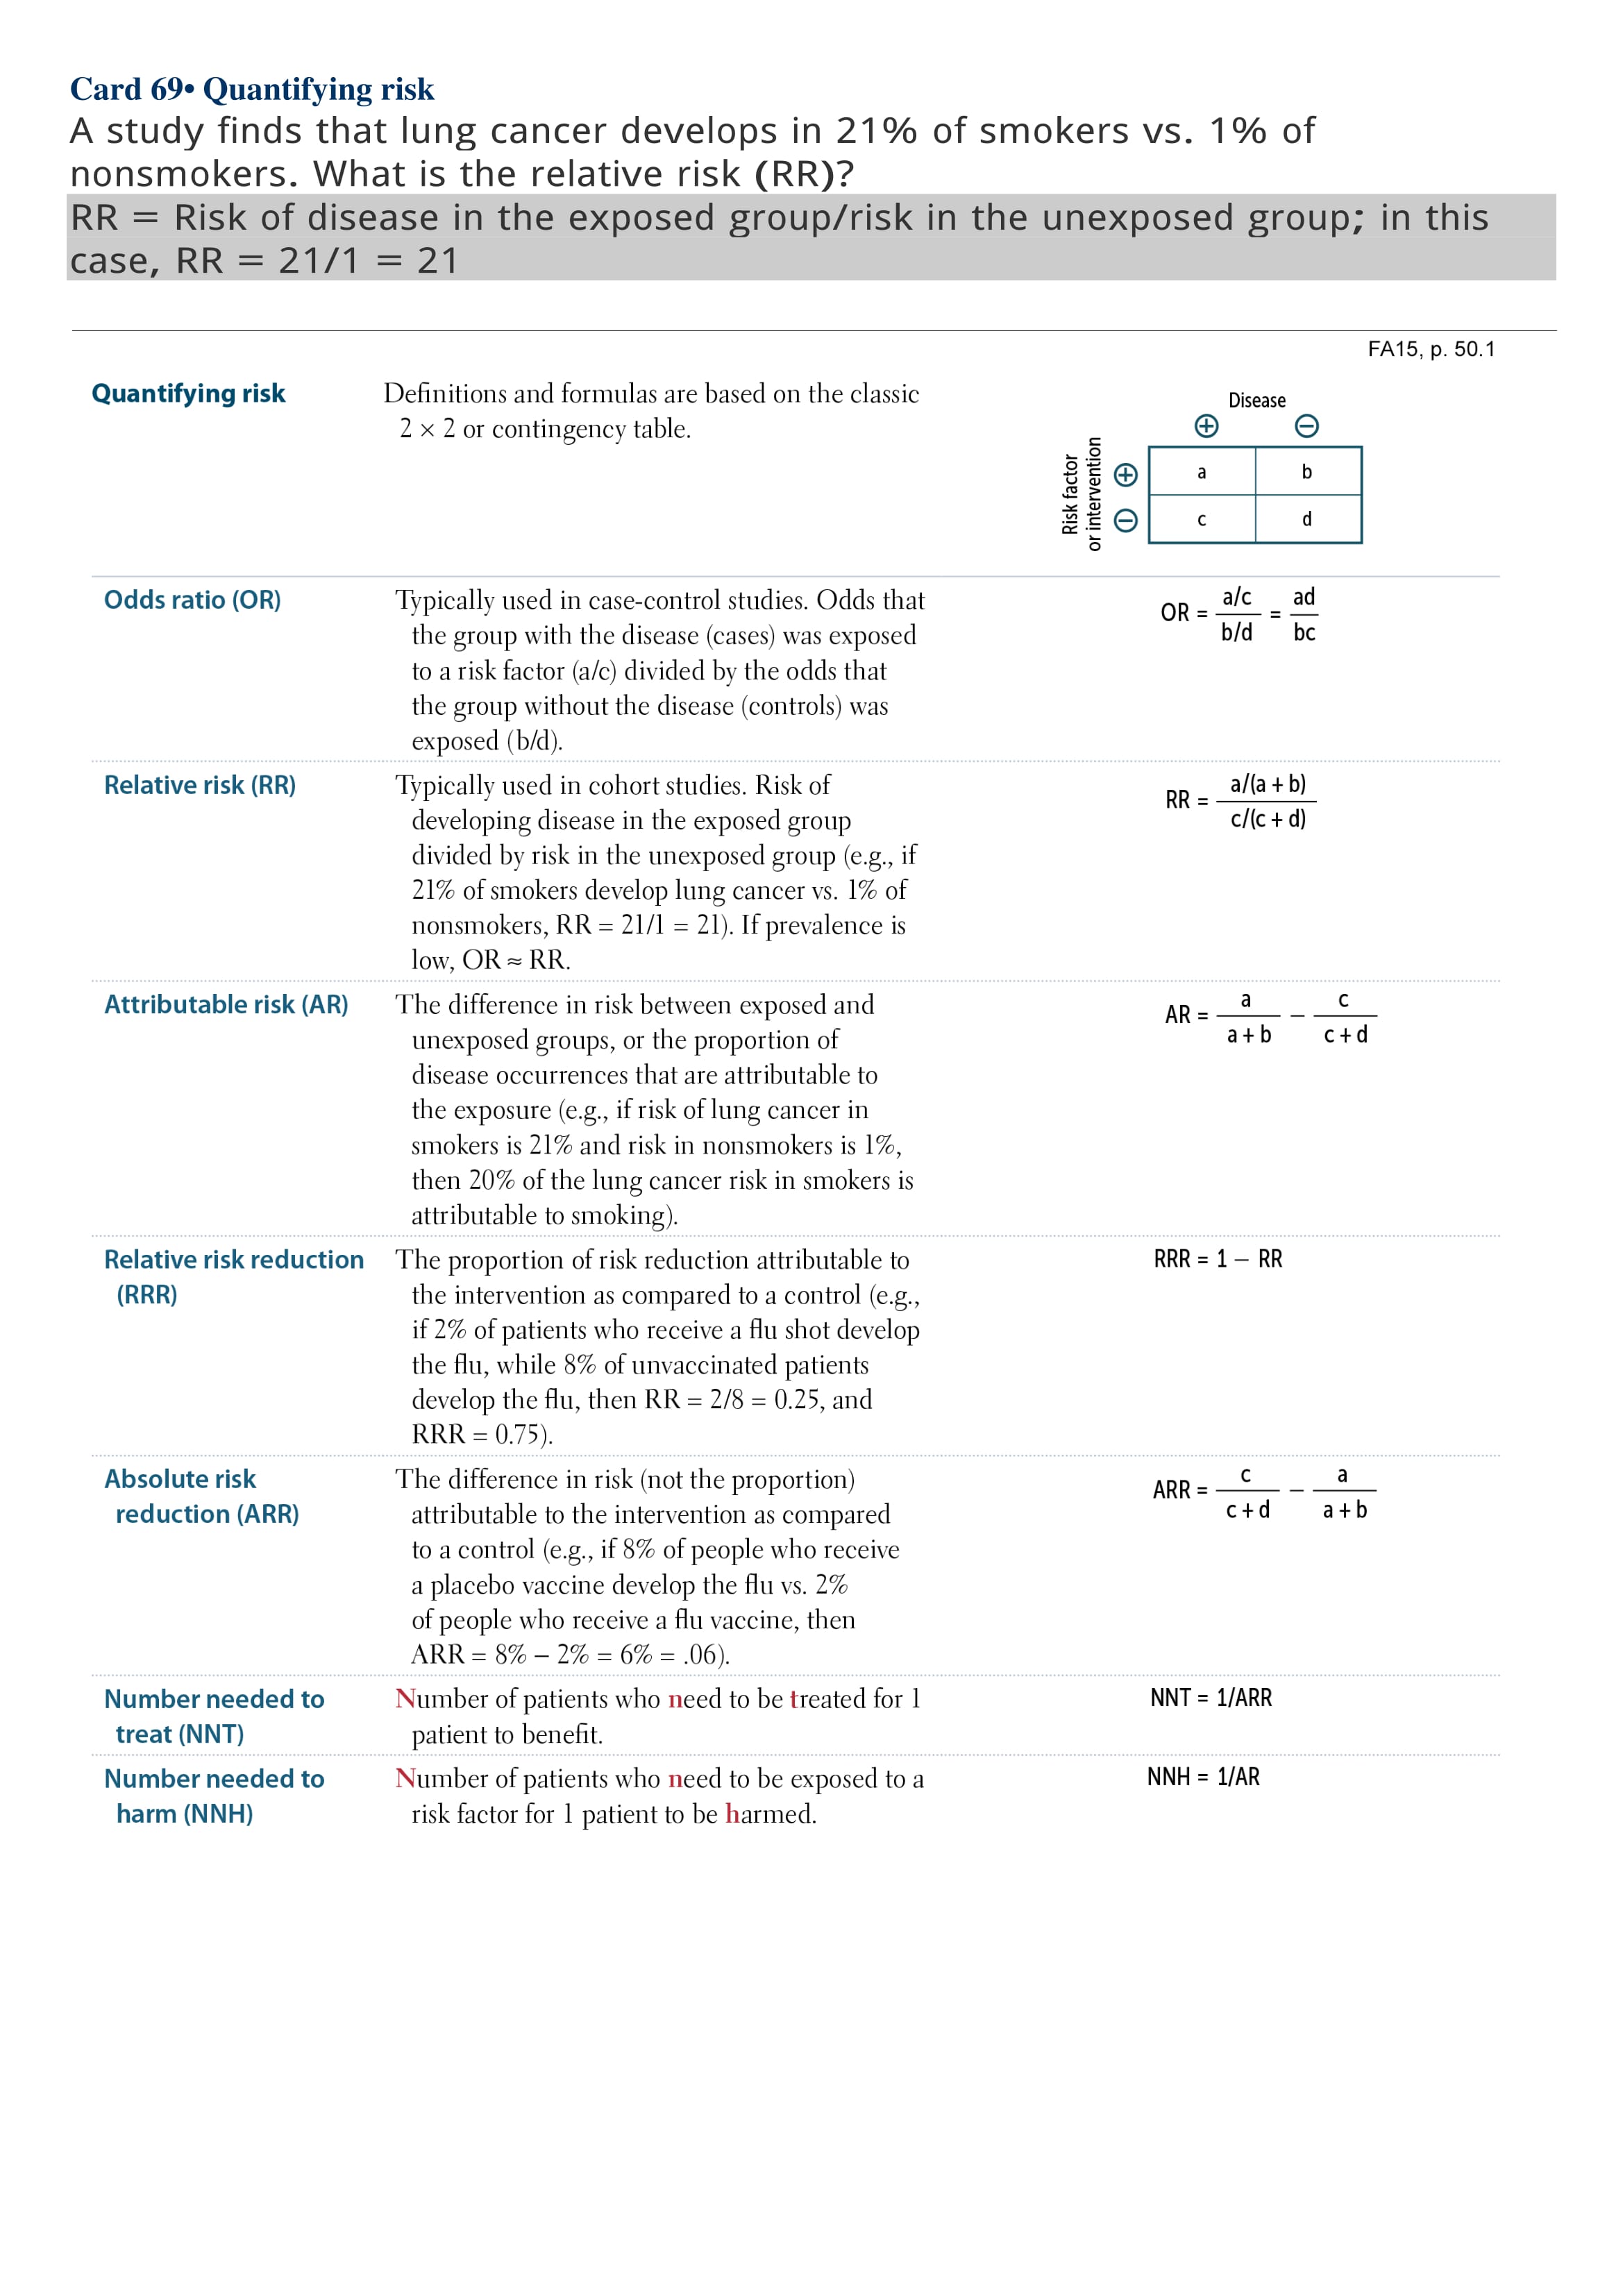 Card 69• Quantifying risk
A study finds that lung cancer develops in 21% of smokers vs. 1% of
nonsmokers. What is the relative risk (RR)?
RR = Risk of disease in the exposed group/risk in the unexposed group; in this
case, RR = 21/1 = 21
FA15, p. 50.1
Quantifying risk
Definitions and formulas are based on the classic
2 × 2 or contingency table.
Disease
⊕ ⊖
Risk factor
or intervention
⊕ a b
⊖ c d
Odds ratio (OR)
Typically used in case-control studies. Odds that
the group with the disease (cases) was exposed
to a risk factor (a/c) divided by the odds that
the group without the disease (controls) was
exposed (b/d).
OR = a/c / b/d = ad / bc
Relative risk (RR)
Typically used in cohort studies. Risk of
developing disease in the exposed group
divided by risk in the unexposed group (e.g., if
21% of smokers develop lung cancer vs. 1% of
nonsmokers, RR = 21/1 = 21). If prevalence is
low, OR ≈ RR.
RR = a/(a + b) / c/(c + d)
Attributable risk (AR)
The difference in risk between exposed and
unexposed groups, or the proportion of
disease occurrences that are attributable to
the exposure (e.g., if risk of lung cancer in
smokers is 21% and risk in nonsmokers is 1%,
then 20% of the lung cancer risk in smokers is
attributable to smoking).
AR = a / a + b – c / c + d
Relative risk reduction
(RRR)
The proportion of risk reduction attributable to
the intervention as compared to a control (e.g.,
if 2% of patients who receive a flu shot develop
the flu, while 8% of unvaccinated patients
develop the flu, then RR = 2/8 = 0.25, and
RRR = 0.75).
RRR = 1 – RR
Absolute risk
reduction (ARR)
The difference in risk (not the proportion)
attributable to the intervention as compared
to a control (e.g., if 8% of people who receive
a placebo vaccine develop the flu vs. 2%
of people who receive a flu vaccine, then
ARR = 8% – 2% = 6% = .06).
ARR = c / c + d – a / a + b
Number needed to
treat (NNT)
Number of patients who need to be treated for 1
patient to benefit.
NNT = 1/ARR
Number needed to
harm (NNH)
Number of patients who need to be exposed to a
risk factor for 1 patient to be harmed.
NNH = 1/AR